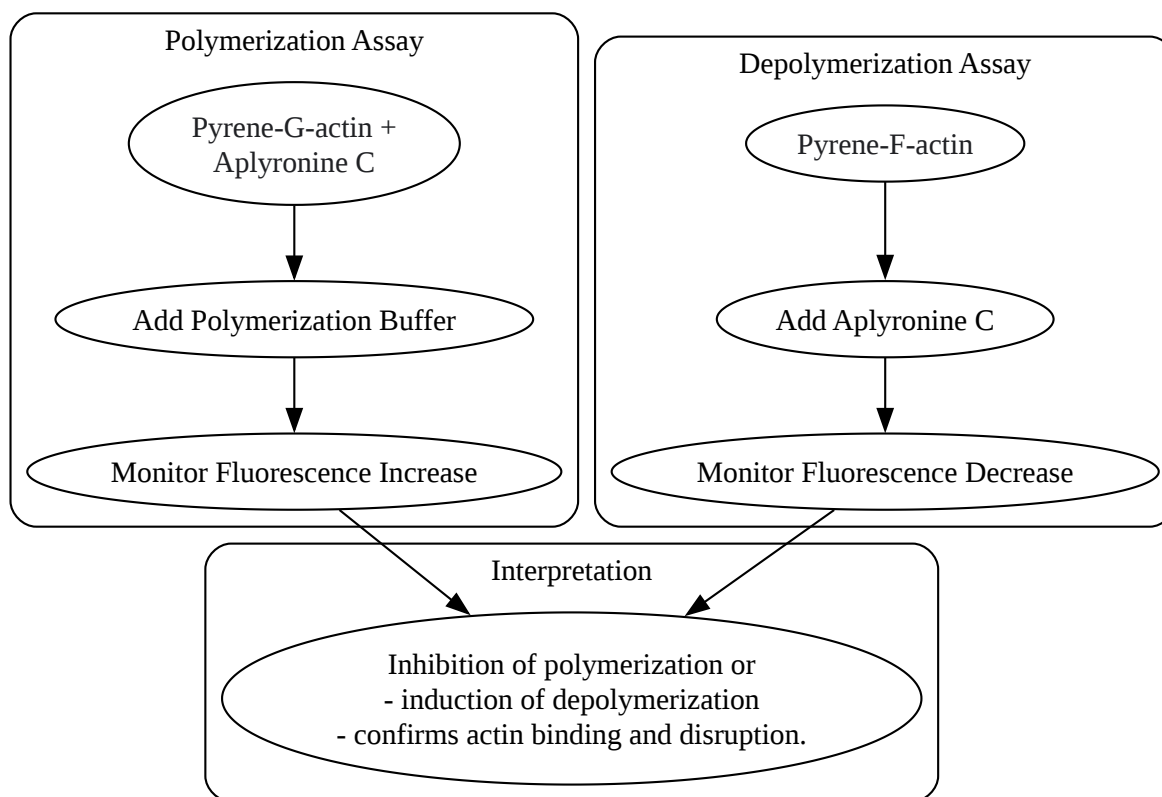 Polymerization Assay
Pyrene-G-actin +
Aplyronine C
Add Polymerization Buffer
Monitor Fluorescence Increase
Depolymerization Assay
Pyrene-F-actin
Add Aplyronine C
Monitor Fluorescence Decrease
Interpretation
Inhibition of polymerization or
- induction of depolymerization
- confirms actin binding and disruption.